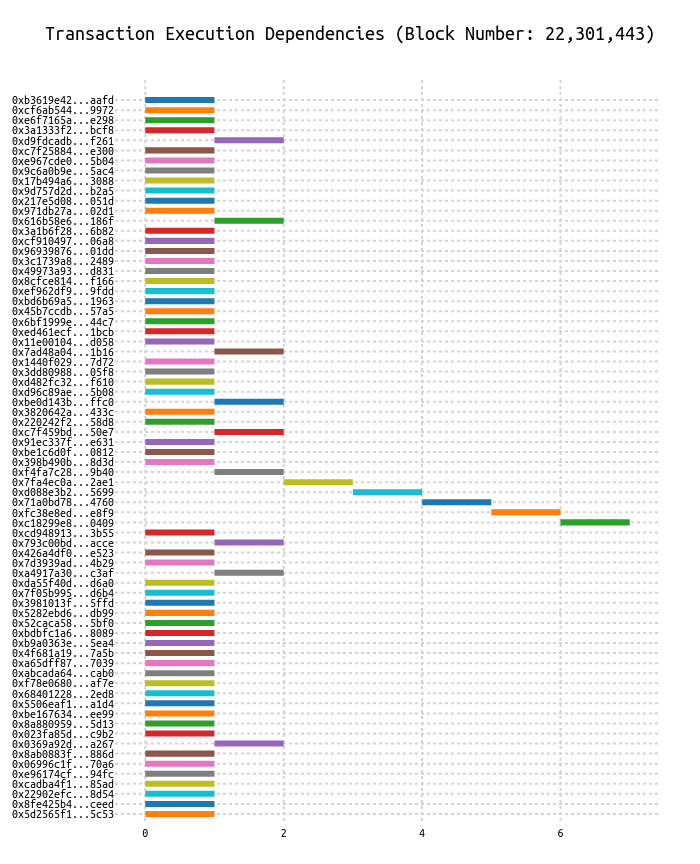 Transaction Execution Dependencies (Block Number: 22,301,443)
0xb3619e42...aafd
0xcf6ab544...9972
0xe6f7165a...e298
0x3a1333f2...bcf8
0xd9fdcadb...f261
0xc7f25884...e300
0xe967cde0...5b04
0x9c6a0b9e...5ac4
0x17b494a6...3088
0x9d757d2d...b2a5
0x217e5d08...051d
0x971db27a...02d1
0x616b58e6...186f
0x3a1b6f28...6b82
0xcf910497...06a8
0x96939876...01dd
0x3c1739a8...2489
0x49973a93...d831
0x8cfce814...f166
0xef962df9...9fdd
0xbd6b69a5...1963
0x45b7ccdb...57a5
0x6bf1999e...44c7
0xed461ecf...1bcb
0x11e00104...d058
0x7ad48a04...1b16
0x1440f029...7d72
0x3dd80988...05f8
0xd482fc32...f610
0xd96c89ae...5b08
0xbe0d143b...ffc0
0x3820642a...433c
0x220242f2...58d8
0xc7f459bd...50e7
0x91ec337f...e631
0xbe1c6d0f...0812
0x398b490b...8d3d
0xf4fa7c28...9b40
0x7fa4ec0a...2ae1
0xd088e3b2...5699
0x71a0bd78...4760
0xfc38e8ed...e8f9
0xc18299e8...0409
0xcd948913...3b55
0x793c00bd...acce
0x426a4df0...e523
0x7d3939ad...4b29
0xa4917a30...c3af
0xda55f40d...d6a0
0x7f05b995...d6b4
0x3981013f...5ffd
0x5282ebd6...db99
0x52caca58...5bf0
0xbdbfc1a6...8089
0xb9a0363e...5ea4
0x4f681a19...7a5b
0xa65dff87...7039
0xabcada64...cab0
0xf78e0680...af7e
0x68401228...2ed8
0x5506eaf1...a1d4
0xbe167634...ee99
0x8a880959...5d13
0x023fa85d...c9b2
0x0369a92d...a267
0x8ab0883f...886d
0x06996c1f...70a6
0xe96174cf...94fc
0xcadba4f1...85ad
0x22902efc...8d54
0x8fe425b4...ceed
0x5d2565f1...5c53
0 2 4 6